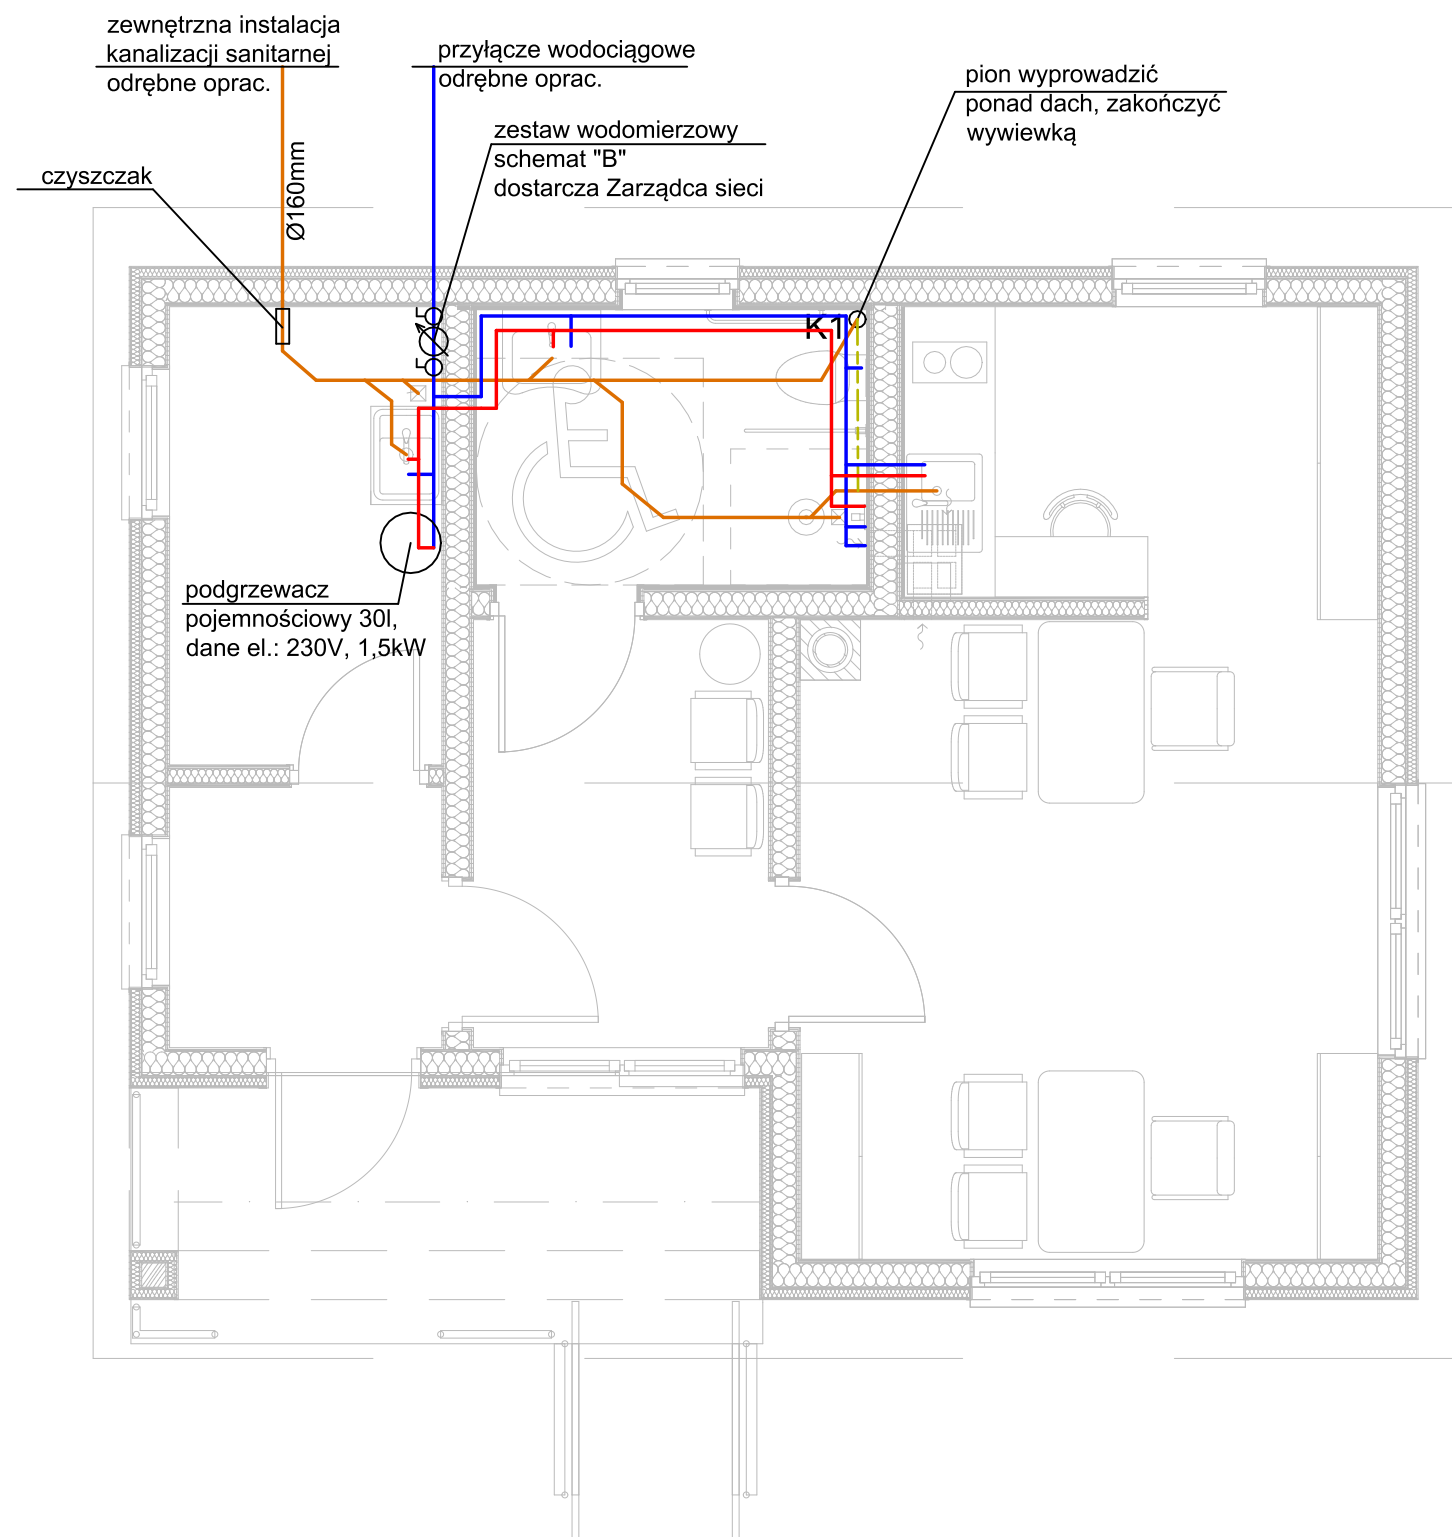 zewnętrzna instalacja
kanalizacji sanitarnej
odrębne oprac.
przyłącze wodociągowe
odrębne oprac.
pion wyprowadzić
ponad dach, zakończyć
wywiewką
zestaw wodomierzowy
schemat "B"
dostarcza Zarządca sieci
czyszczak
Ø160mm
K1
podgrzewacz
pojemnościowy 30l,
dane el.: 230V, 1,5kW